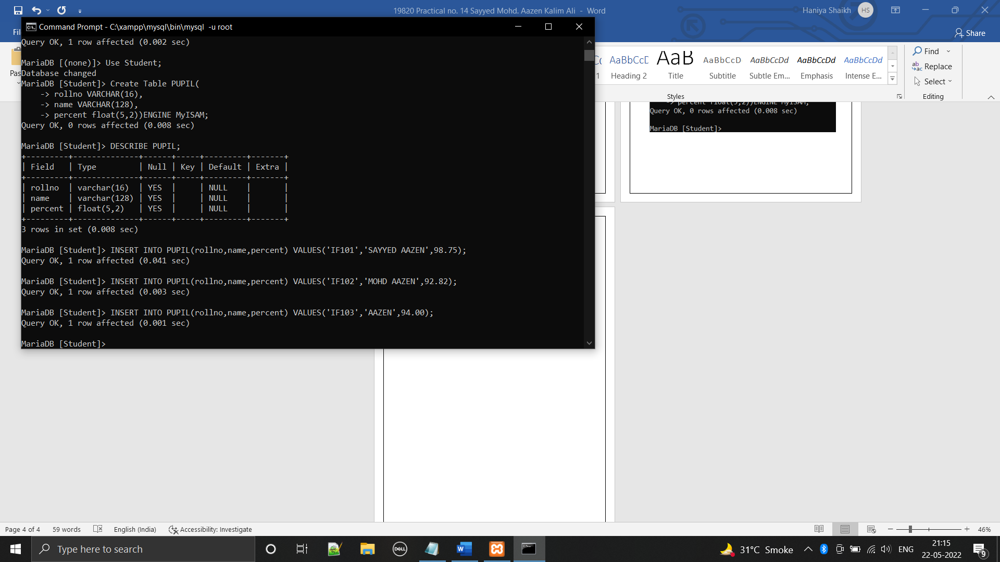 19820 Practical no. 14 Sayyed Mohd. Aazen Kalim Ali - Word
Haniya Shaikh
HS
Share
Command Prompt - C:\xampp\mysql\bin\mysql -u root
Query OK, 1 row affected (0.002 sec)
MariaDB [(none)]> Use Student;
Database changed
MariaDB [Student]> Create Table PUPIL(
-> rollno VARCHAR(16),
-> name VARCHAR(128),
-> percent float(5,2))ENGINE MyISAM;
Query OK, 0 rows affected (0.008 sec)
MariaDB [Student]> DESCRIBE PUPIL;
+---------+--------------+------+-----+---------+-------+
| Field   | Type         | Null | Key | Default | Extra |
+---------+--------------+------+-----+---------+-------+
| rollno  | varchar(16)  | YES  |     | NULL    |       |
| name    | varchar(128) | YES  |     | NULL    |       |
| percent | float(5,2)   | YES  |     | NULL    |       |
+---------+--------------+------+-----+---------+-------+
3 rows in set (0.008 sec)
MariaDB [Student]> INSERT INTO PUPIL(rollno,name,percent) VALUES('IF101','SAYYED AAZEN',98.75);
Query OK, 1 row affected (0.041 sec)
MariaDB [Student]> INSERT INTO PUPIL(rollno,name,percent) VALUES('IF102','MOHD AAZEN',92.82);
Query OK, 1 row affected (0.003 sec)
MariaDB [Student]> INSERT INTO PUPIL(rollno,name,percent) VALUES('IF103','AAZEN',94.00);
Query OK, 1 row affected (0.001 sec)
MariaDB [Student]>
Fil
Pas
AaBbCcC AaB AaBbCcD AaBbCcDd AaBbCcDd AaBbCcDd
1 Heading 2 Title Subtitle Subtle Em... Emphasis Intense E...
Styles
Find
Replace
Select
Editing
-> percent float(5,2))ENGINE MyISAM;
Query OK, 0 rows affected (0.008 sec)
MariaDB [Student]>
Page 4 of 4 59 words English (India) Accessibility: Investigate
46%
Type here to search
DELL
W
31°C Smoke
ENG
21:15
22-05-2022
9